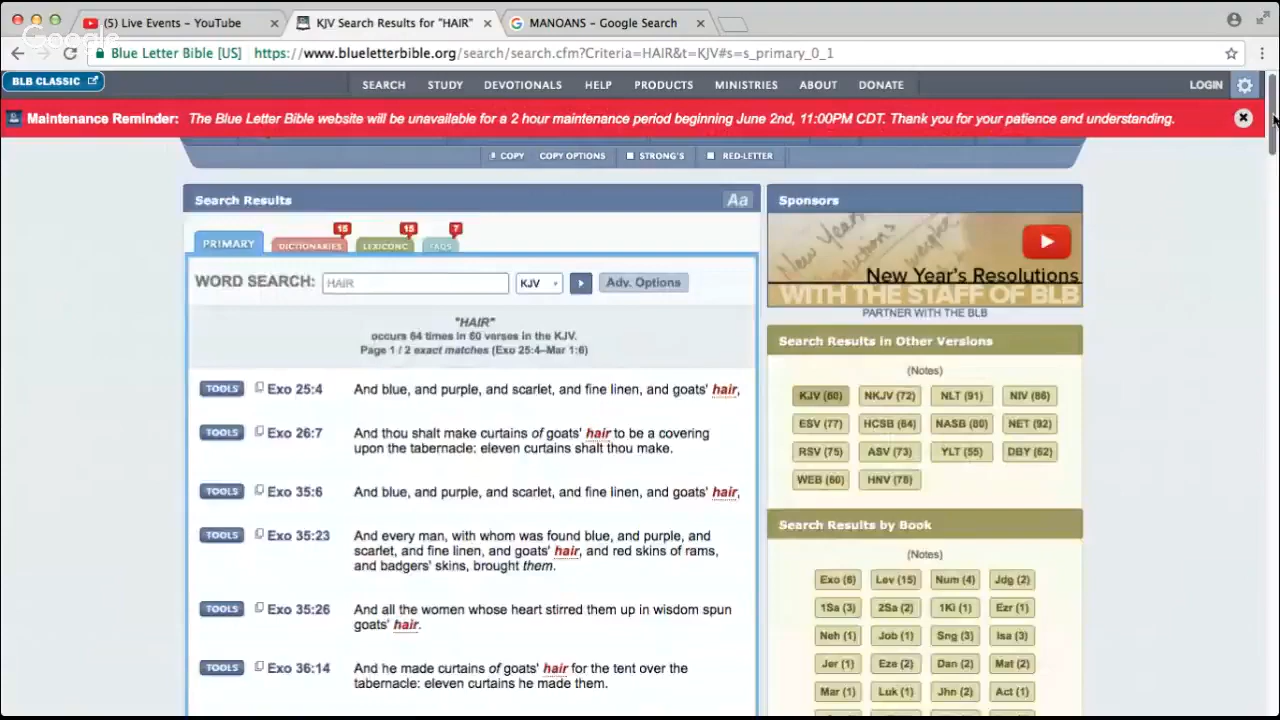 (5) Live Events - YouTube
KJV Search Results for "HAIR"
MANOANS - Google Search
Google
Blue Letter Bible [US]
https://www.blueletterbible.org/search/search.cfm?Criteria=HAIR&t=KJV#s=s_primary_0_1
BLB CLASSIC
SEARCH STUDY DEVOTIONALS HELP PRODUCTS MINISTRIES ABOUT DONATE
LOGIN
Maintenance Reminder: The Blue Letter Bible website will be unavailable for a 2 hour maintenance period beginning June 2nd, 11:00PM CDT. Thank you for your patience and understanding.
COPY COPY OPTIONS STRONG'S RED-LETTER
Search Results
Aa
15 15 7
PRIMARY DICTIONARIES LEXICONC FAQS
WORD SEARCH: HAIR KJV Adv. Options
"HAIR"
occurs 64 times in 60 verses in the KJV.
Page 1 / 2 exact matches (Exo 25:4–Mar 1:6)
TOOLS Exo 25:4 And blue, and purple, and scarlet, and fine linen, and goats' hair,
TOOLS Exo 26:7 And thou shalt make curtains of goats' hair to be a covering
upon the tabernacle: eleven curtains shalt thou make.
TOOLS Exo 35:6 And blue, and purple, and scarlet, and fine linen, and goats' hair,
TOOLS Exo 35:23 And every man, with whom was found blue, and purple, and
scarlet, and fine linen, and goats' hair, and red skins of rams,
and badgers' skins, brought them.
TOOLS Exo 35:26 And all the women whose heart stirred them up in wisdom spun
goats' hair.
TOOLS Exo 36:14 And he made curtains of goats' hair for the tent over the
tabernacle: eleven curtains he made them.
Sponsors
New Year's Resolutions
WITH THE STAFF OF BLB
PARTNER WITH THE BLB
Search Results in Other Versions
(Notes)
KJV (60) NKJV (72) NLT (91) NIV (86)
ESV (77) HCSB (84) NASB (80) NET (92)
RSV (75) ASV (73) YLT (55) DBY (62)
WEB (60) HNV (78)
Search Results by Book
(Notes)
Exo (6) Lev (15) Num (4) Jdg (2)
1Sa (3) 2Sa (2) 1Ki (1) Ezr (1)
Neh (1) Job (1) Sng (3) Isa (3)
Jer (1) Eze (2) Dan (2) Mat (2)
Mar (1) Luk (1) Jhn (2) Act (1)